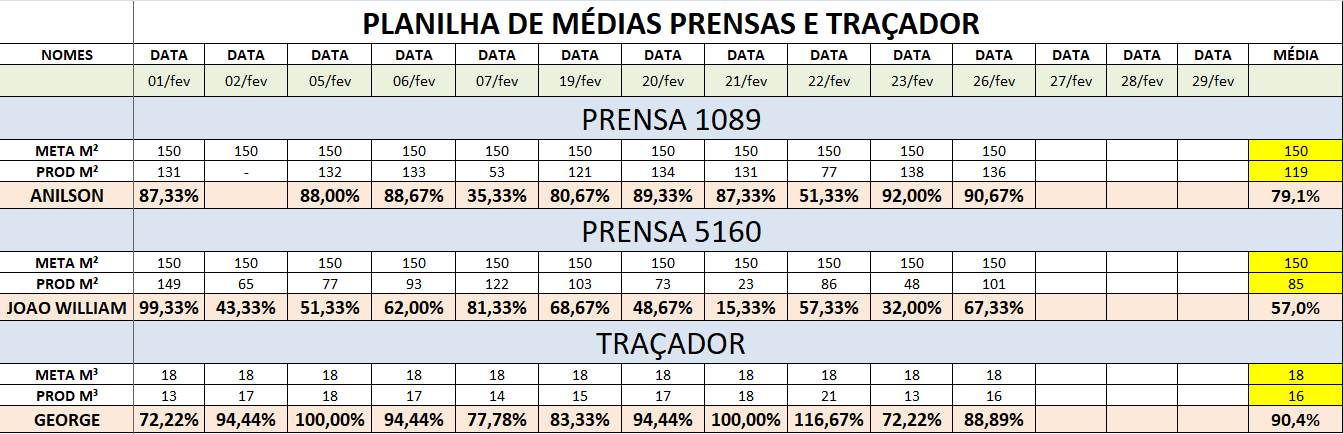 PLANILHA DE MÉDIAS PRENSAS E TRAÇADOR
NOMES DATA DATA DATA DATA DATA DATA DATA DATA DATA DATA DATA DATA DATA DATA MÉDIA
01/fev 02/fev 05/fev 06/fev 07/fev 19/fev 20/fev 21/fev 22/fev 23/fev 26/fev 27/fev 28/fev 29/fev
PRENSA 1089
META M² 150 150 150 150 150 150 150 150 150 150 150 150
PROD M² 131 - 132 133 53 121 134 131 77 138 136 119
ANILSON 87,33% 88,00% 88,67% 35,33% 80,67% 89,33% 87,33% 51,33% 92,00% 90,67% 79,1%
PRENSA 5160
META M² 150 150 150 150 150 150 150 150 150 150 150 150
PROD M² 149 65 77 93 122 103 73 23 86 48 101 85
JOAO WILLIAM 99,33% 43,33% 51,33% 62,00% 81,33% 68,67% 48,67% 15,33% 57,33% 32,00% 67,33% 57,0%
TRAÇADOR
META M³ 18 18 18 18 18 18 18 18 18 18 18 18
PROD M³ 13 17 18 17 14 15 17 18 21 13 16 16
GEORGE 72,22% 94,44% 100,00% 94,44% 77,78% 83,33% 94,44% 100,00% 116,67% 72,22% 88,89% 90,4%